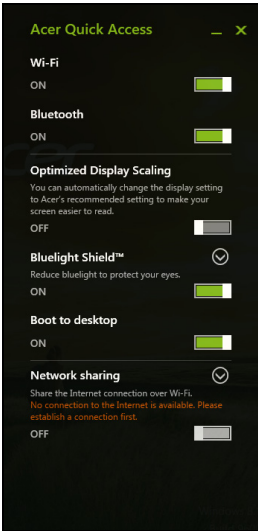 Acer Quick Access
Wi-Fi
ON
Bluetooth
ON
Optimized Display Scaling
You can automatically change the display setting
to Acer's recommended setting to make your
screen easier to read.
OFF
Bluelight Shield™
Reduce bluelight to protect your eyes.
ON
Boot to desktop
ON
Network sharing
Share the Internet connection over Wi-Fi.
No connection to the Internet is available. Please
establish a connection first.
OFF